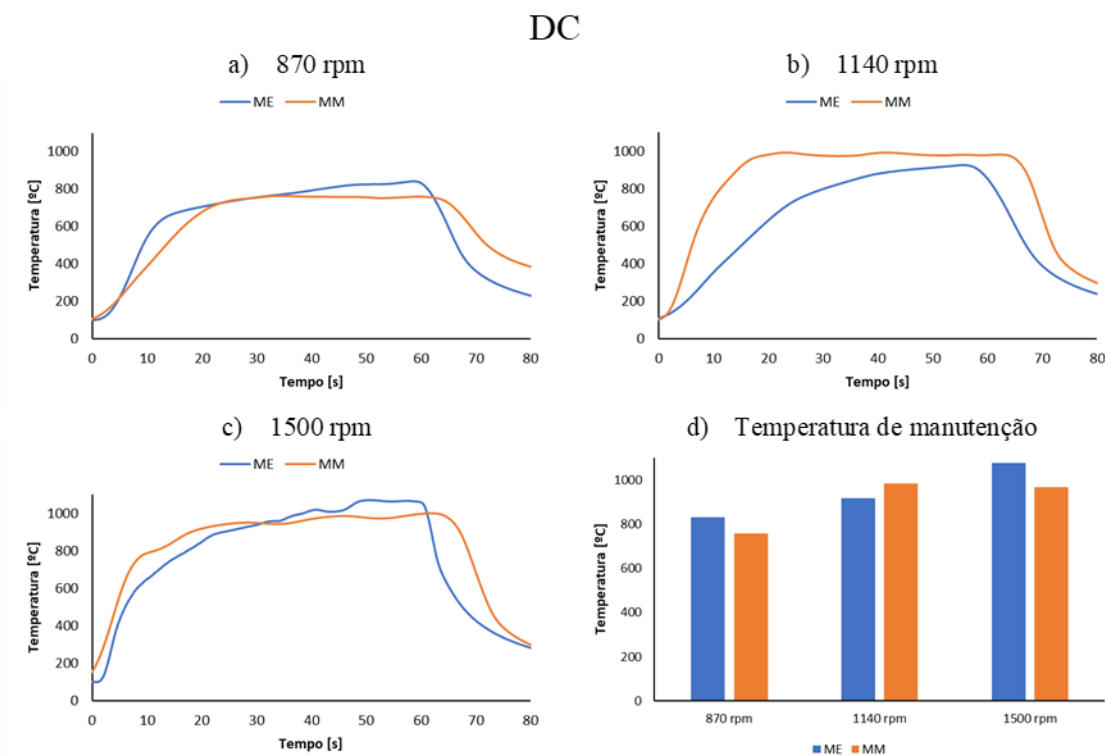 DC
a) 870 rpm
ME MM
Temperatura [ºC]
1000
800
600
400
200
0
0 10 20 30 40 50 60 70 80
Tempo [s]
b) 1140 rpm
ME MM
Temperatura [ºC]
1000
800
600
400
200
0
0 10 20 30 40 50 60 70 80
Tempo [s]
c) 1500 rpm
ME MM
Temperatura [ºC]
1000
800
600
400
200
0
0 10 20 30 40 50 60 70 80
Tempo [s]
d) Temperatura de manutenção
Temperatura [ºC]
1000
800
600
400
200
0
870 rpm 1140 rpm 1500 rpm
ME MM